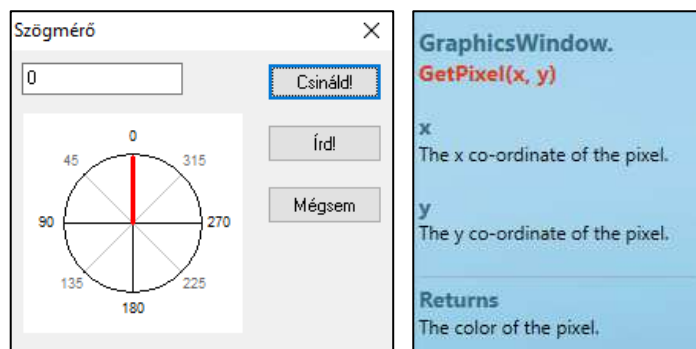 Szögmérő
0
Csináld!
Írd!
Mégsem
0
45
315
90
270
135
225
180
GraphicsWindow.
GetPixel(x, y)
x
The x co-ordinate of the pixel.
y
The y co-ordinate of the pixel.
Returns
The color of the pixel.